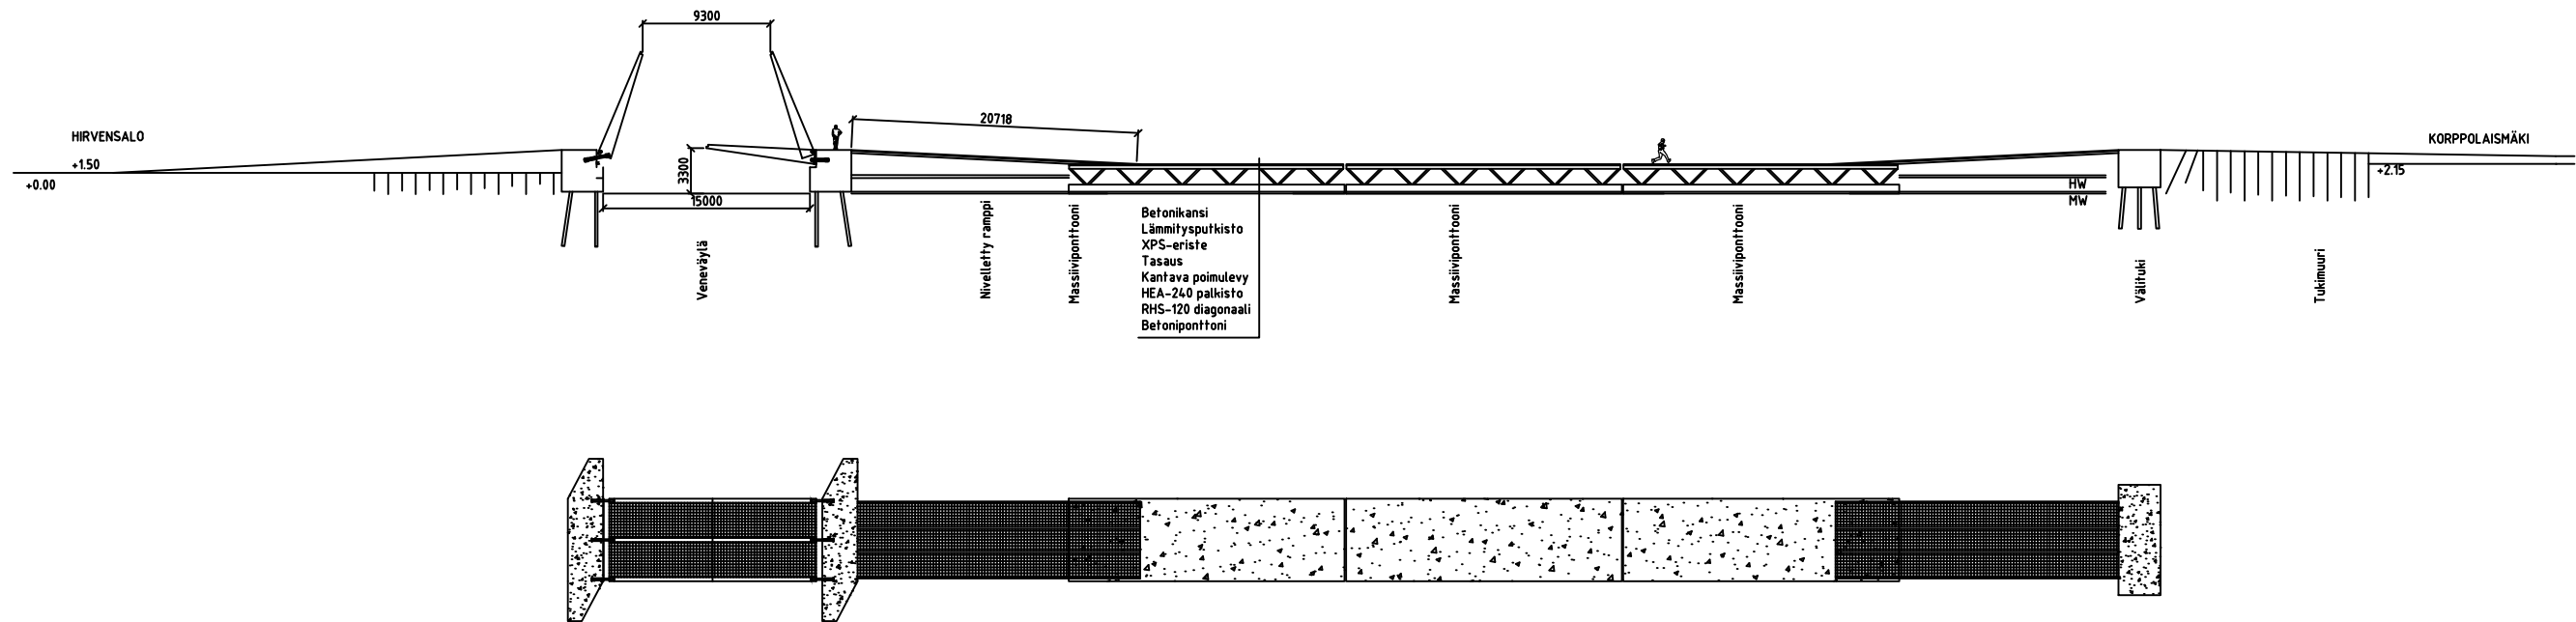 9300
20718
HIRVENSALO
KORPPOLAISMÄKI
+1.50
3300
+2.15
+0.00
HW
15000
MW
Veneväylä
Nivelletty ramppi
Massiiviponttooni
Betonikansi
Lämmitysputkisto
XPS-eriste
Tasaus
Kantava poimulevy
HEA-240 palkisto
RHS-120 diagonaali
Betoniponttoni
Massiiviponttooni
Massiiviponttooni
Välituki
Tukimuuri